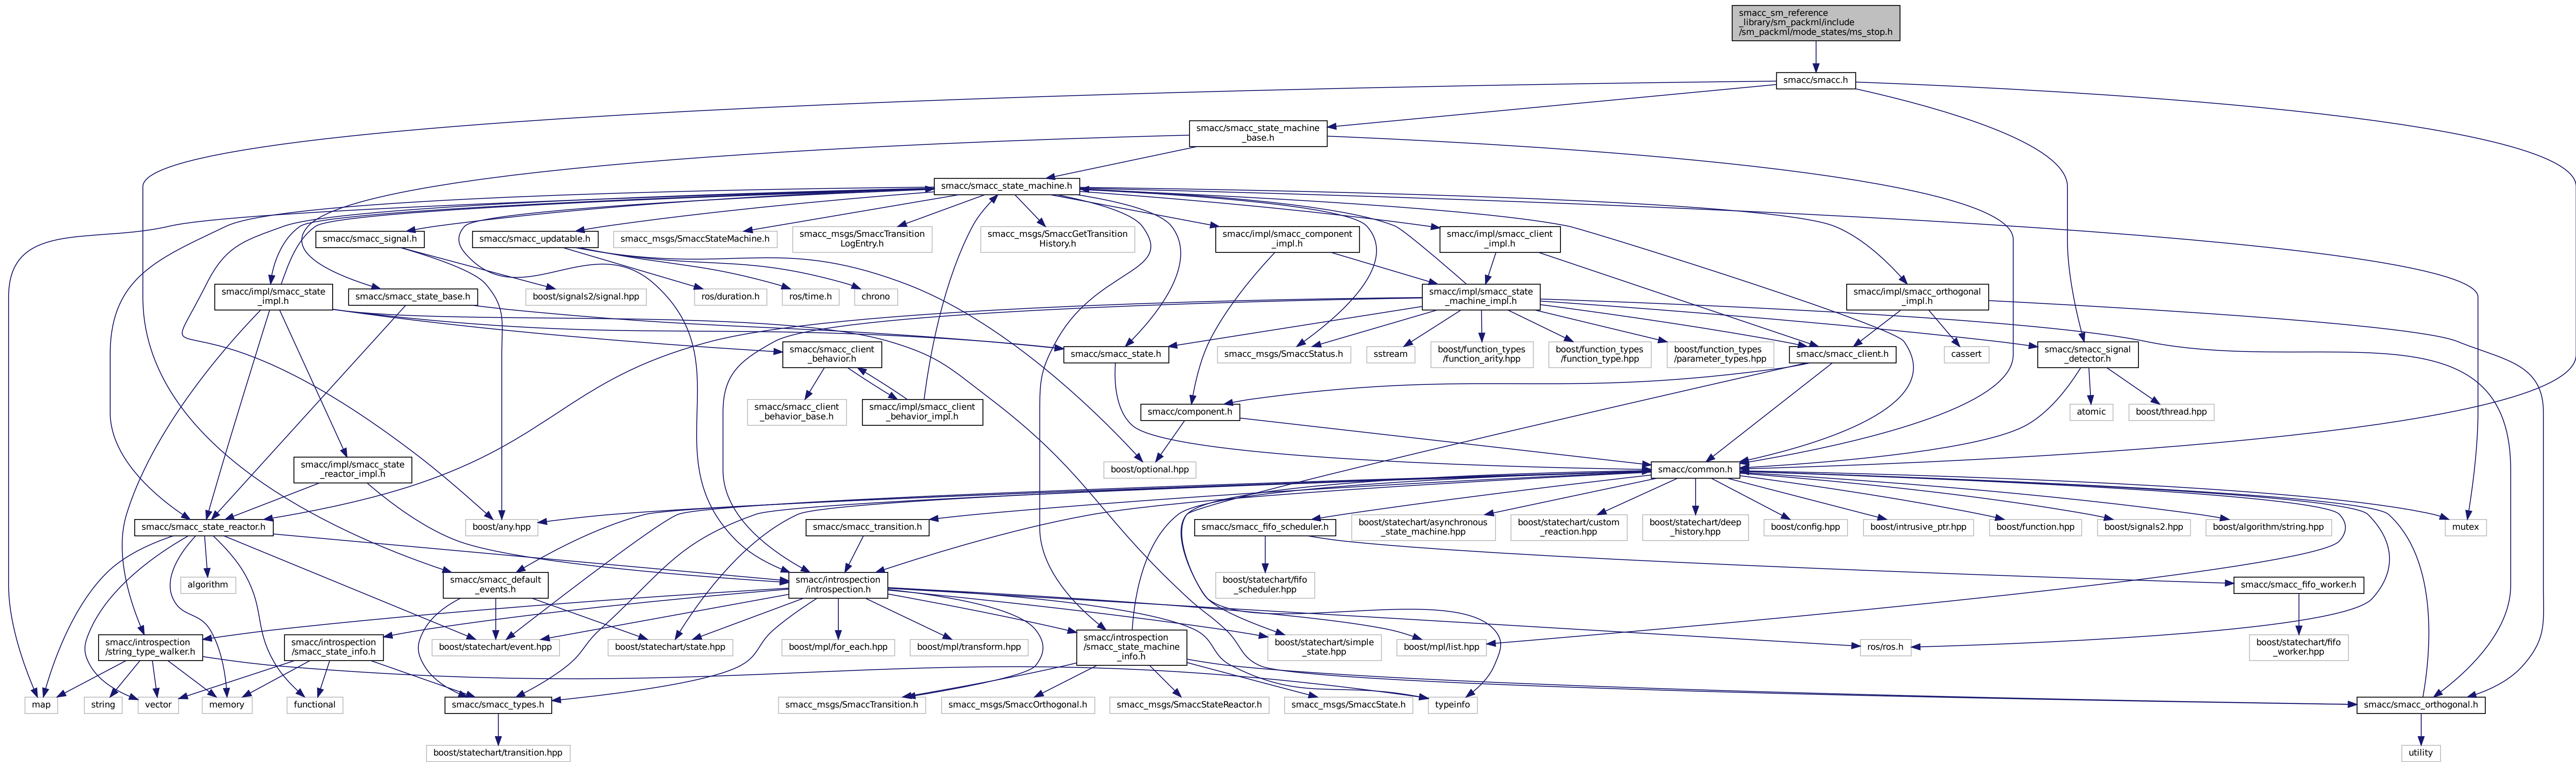 smacc_sm_reference
_library/sm_packml/include
/sm_packml/mode_states/ms_stop.h
smacc/smacc.h
smacc/smacc_state_machine
_base.h
smacc/smacc_state_machine.h
smacc/smacc_signal.h
smacc/smacc_updatable.h
smacc_msgs/SmaccStateMachine.h
smacc_msgs/SmaccTransition
LogEntry.h
smacc_msgs/SmaccGetTransition
History.h
smacc/impl/smacc_component
_impl.h
smacc/impl/smacc_client
_impl.h
smacc/impl/smacc_state
_impl.h
smacc/smacc_state_base.h
boost/signals2/signal.hpp
ros/duration.h
ros/time.h
chrono
smacc/impl/smacc_state
_machine_impl.h
smacc/impl/smacc_orthogonal
_impl.h
smacc/smacc_client
_behavior.h
smacc/smacc_state.h
smacc_msgs/SmaccStatus.h
sstream
boost/function_types
/function_arity.hpp
boost/function_types
/function_type.hpp
boost/function_types
/parameter_types.hpp
smacc/smacc_client.h
cassert
smacc/smacc_signal
_detector.h
smacc/smacc_client
_behavior_base.h
smacc/impl/smacc_client
_behavior_impl.h
smacc/component.h
atomic
boost/thread.hpp
smacc/impl/smacc_state
_reactor_impl.h
boost/optional.hpp
smacc/common.h
smacc/smacc_state_reactor.h
boost/any.hpp
smacc/smacc_transition.h
smacc/smacc_fifo_scheduler.h
boost/statechart/asynchronous
_state_machine.hpp
boost/statechart/custom
_reaction.hpp
boost/statechart/deep
_history.hpp
boost/config.hpp
boost/intrusive_ptr.hpp
boost/function.hpp
boost/signals2.hpp
boost/algorithm/string.hpp
mutex
algorithm
smacc/smacc_default
_events.h
smacc/introspection
/introspection.h
boost/statechart/fifo
_scheduler.hpp
smacc/smacc_fifo_worker.h
smacc/introspection
/string_type_walker.h
smacc/introspection
/smacc_state_info.h
boost/statechart/event.hpp
boost/statechart/state.hpp
boost/mpl/for_each.hpp
boost/mpl/transform.hpp
smacc/introspection
/smacc_state_machine
_info.h
boost/statechart/simple
_state.hpp
boost/mpl/list.hpp
ros/ros.h
boost/statechart/fifo
_worker.hpp
map
string
vector
memory
functional
smacc/smacc_types.h
smacc_msgs/SmaccTransition.h
smacc_msgs/SmaccOrthogonal.h
smacc_msgs/SmaccStateReactor.h
smacc_msgs/SmaccState.h
typeinfo
smacc/smacc_orthogonal.h
boost/statechart/transition.hpp
utility